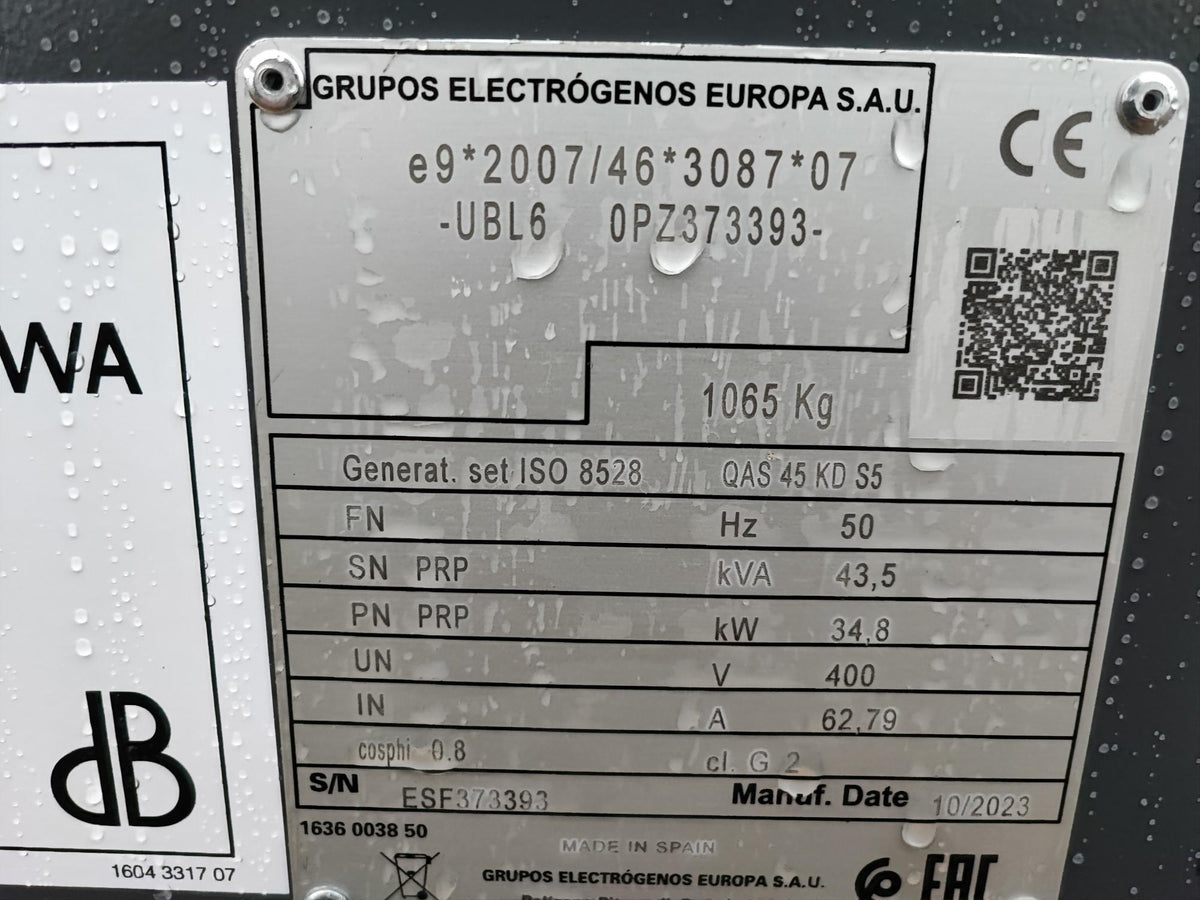 GRUPOS ELECTRÓGENOS EUROPA S.A.U.
CE
e9*2007/46*3087*07
-UBL6 0PZ373393-
1065 Kg
WA
Generat. set ISO 8528 QAS 45 KD S5
FN Hz 50
SN PRP kVA 43,5
PN PRP kW 34,8
UN V 400
IN A 62,79
cosphi 0.8 cl. G 2
S/N ESF373393 Manuf. Date 10/2023
dB
1636 0038 50
MADE IN SPAIN
1604 3317 07
GRUPOS ELECTRÓGENOS EUROPA S.A.U.
EAC